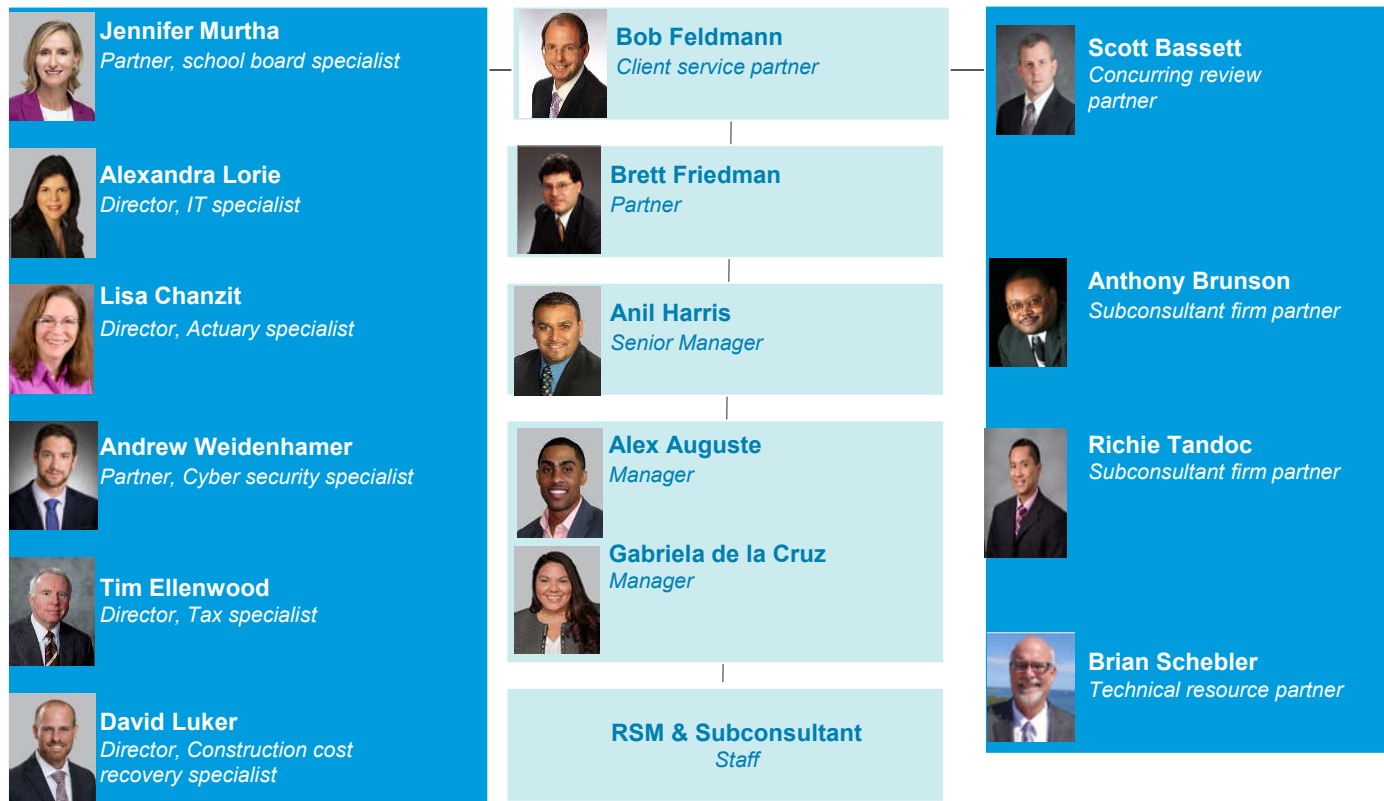 Jennifer Murtha
Partner, school board specialist
Alexandra Lorie
Director, IT specialist
Lisa Chanzit
Director, Actuary specialist
Andrew Weidenhamer
Partner, Cyber security specialist
Tim Ellenwood
Director, Tax specialist
David Luker
Director, Construction cost
recovery specialist
Bob Feldmann
Client service partner
Brett Friedman
Partner
Anil Harris
Senior Manager
Alex Auguste
Manager
Gabriela de la Cruz
Manager
RSM & Subconsultant
Staff
Scott Bassett
Concurring review
partner
Anthony Brunson
Subconsultant firm partner
Richie Tandoc
Subconsultant firm partner
Brian Schebler
Technical resource partner